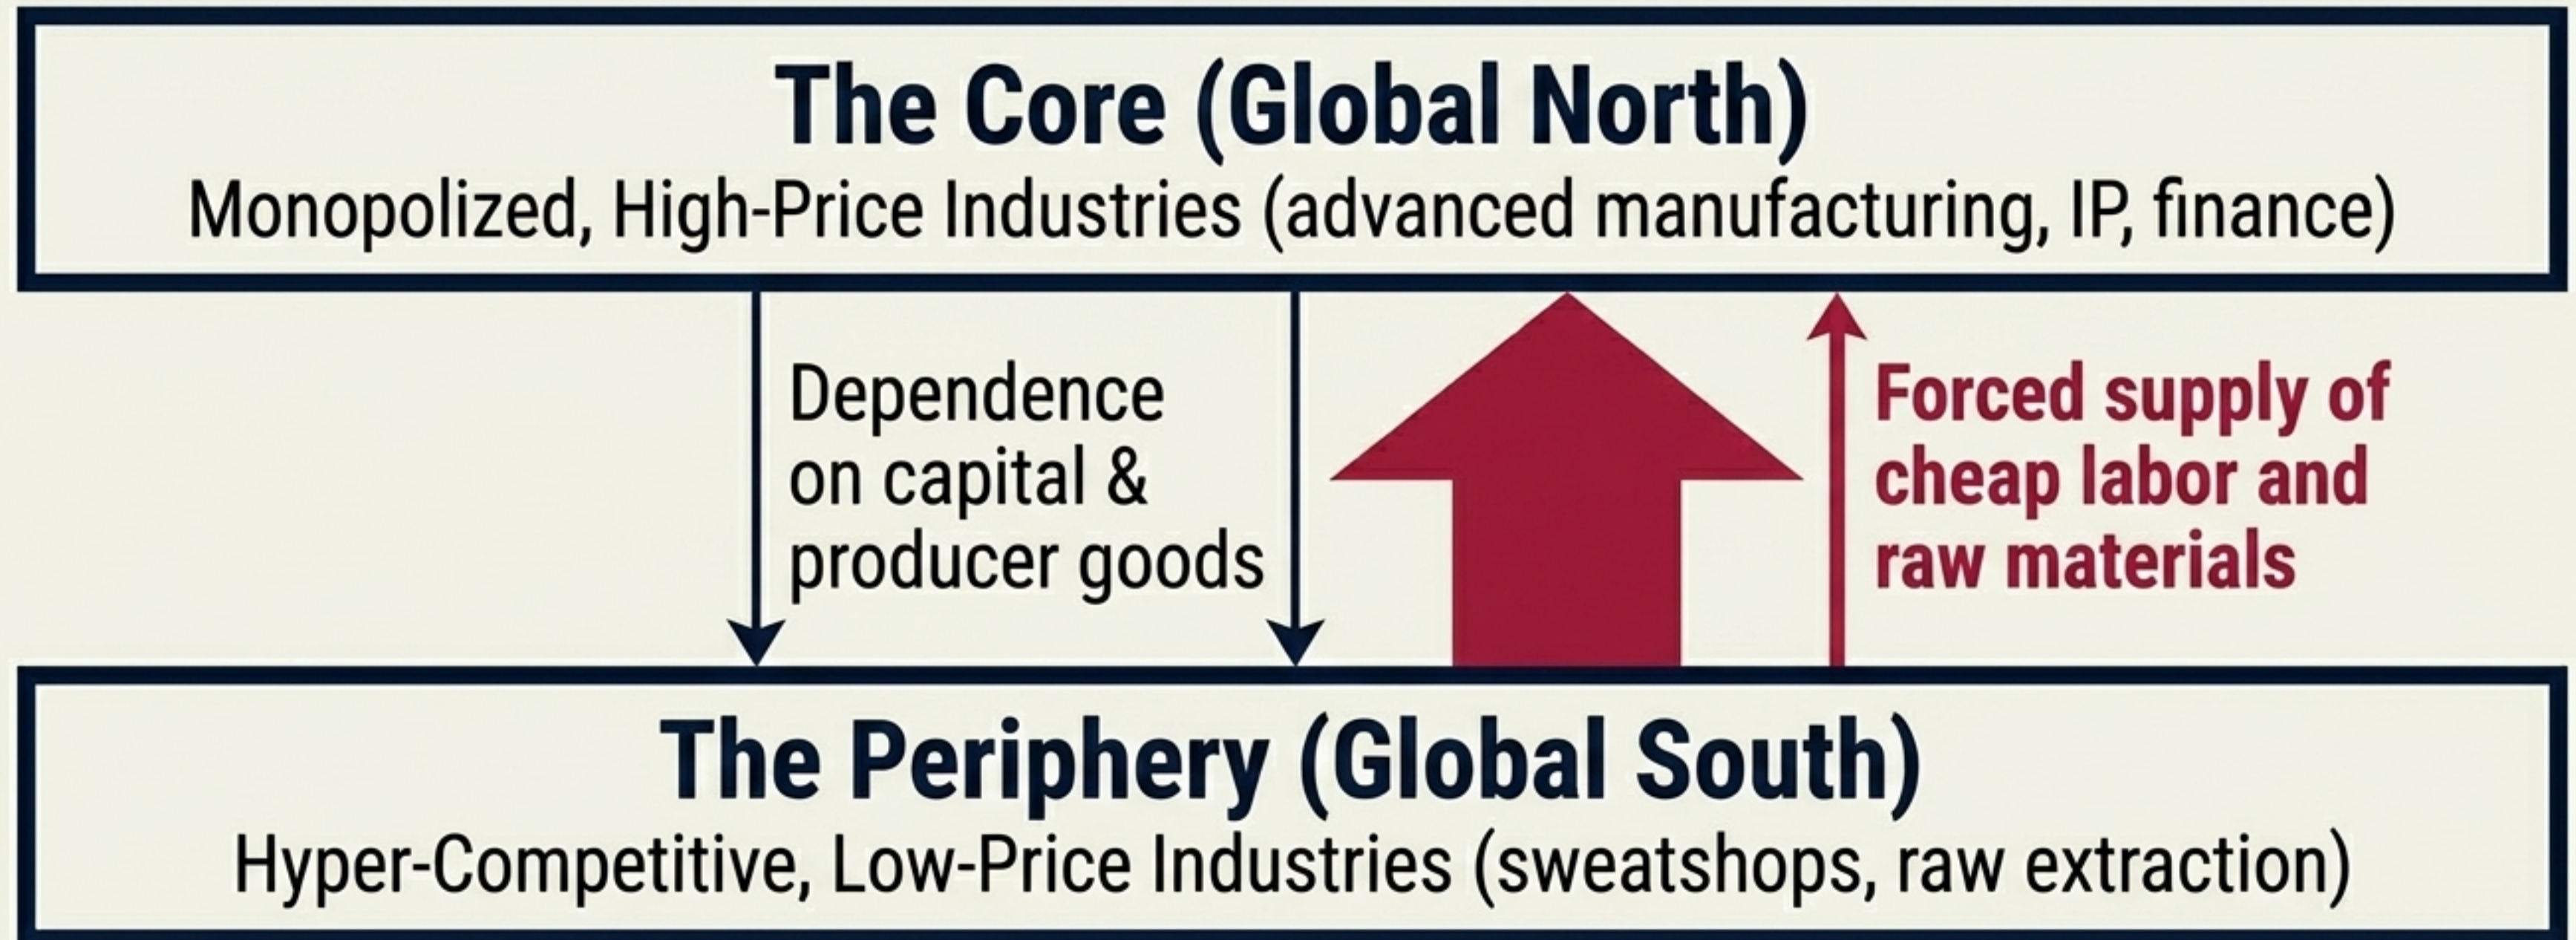 The Core (Global North)
Monopolized, High-Price Industries (advanced manufacturing, IP, finance)
Dependence
on capital &
producer goods
Forced supply of
cheap labor and
raw materials
The Periphery (Global South)
Hyper-Competitive, Low-Price Industries (sweatshops, raw extraction)